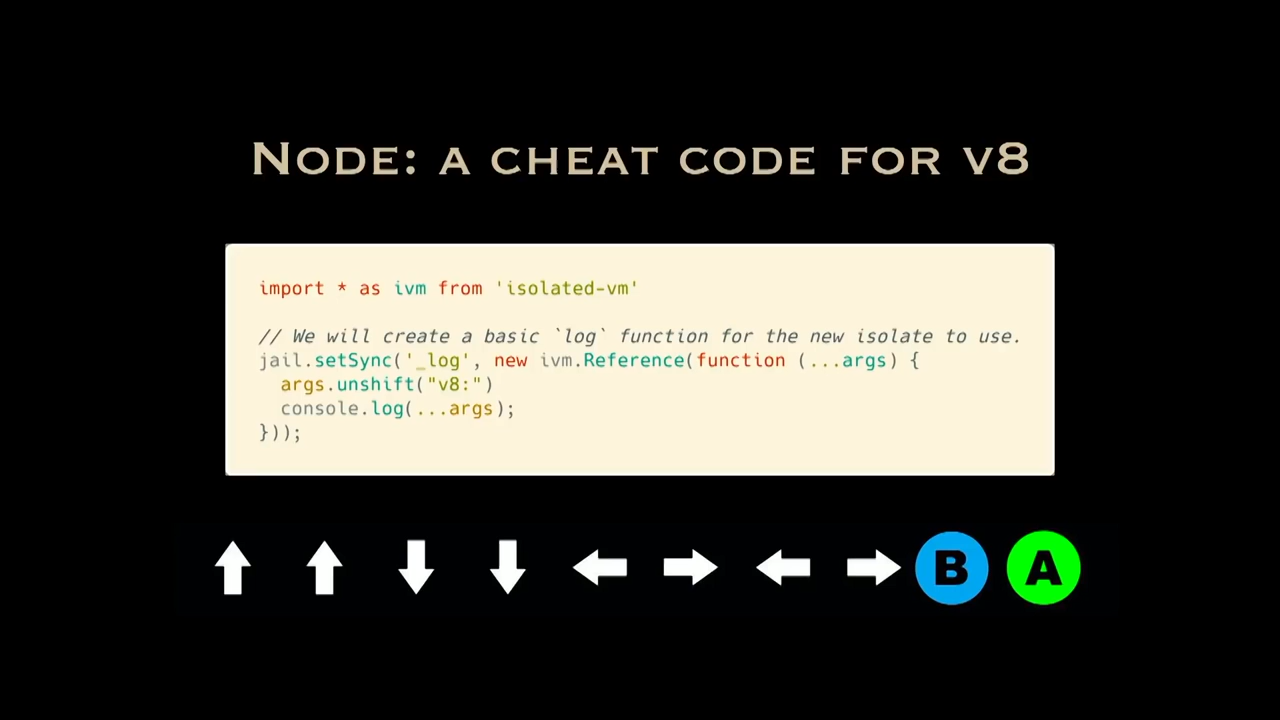 NODE: A CHEAT CODE FOR V8
import * as ivm from 'isolated-vm'
// We will create a basic `log` function for the new isolate to use.
jail.setSync('_log', new ivm.Reference(function (...args) {
  args.unshift("v8:")
  console.log(...args);
}));
B A